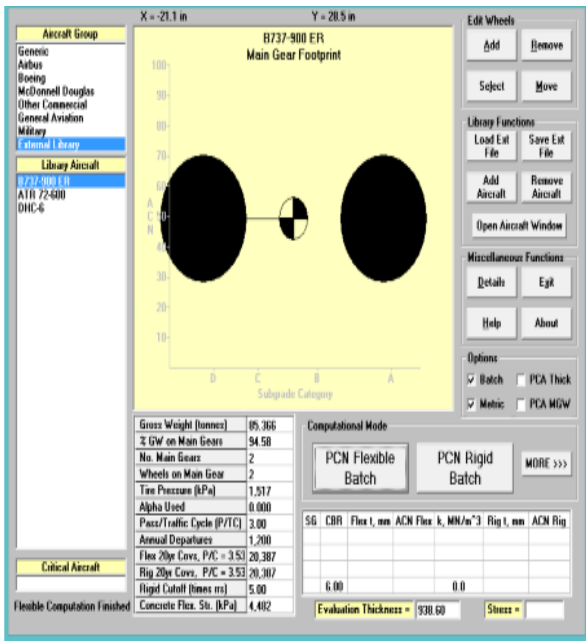 X = -21.1 in
Y = 28.5 in
Aircraft Group
Generic
Airbus
Boeing
McDonnell Douglas
Other Commercial
General Aviation
Military
External Library
Library Aircraft
B737-900 ER
ATR 72-600
DHC-6
Critical Aircraft
Flexible Computation Finished
B737-900 ER
Main Gear Footprint
100
90
80
70
60
50
40
30
20
10
A
C
N
D
C
B
A
Subgrade Category
Edit Wheels
Add
Remove
Select
Move
Library Functions
Load Ext File
Save Ext File
Add Aircraft
Remove Aircraft
Open Aircraft Window
Miscellaneous Functions
Details
Exit
Help
About
Options
Batch
PCA Thick
Metric
PCA MGW
Gross Weight (tonnes) 85.366
% GW on Main Gears 94.58
No. Main Gears 2
Wheels on Main Gear 2
Tire Pressure (kPa) 1,517
Alpha Used 0.000
Pass/Traffic Cycle (P/TC) 3.00
Annual Departures 1,200
Flex 20yr Covs, P/C = 3.53 20,387
Rig 20yr Covs, P/C = 3.53 20,387
Rigid Cutoff (times rrs) 5.00
Concrete Flex. Str. (kPa) 4,482
Computational Mode
PCN Flexible Batch
PCN Rigid Batch
MORE >>>
SG CBR Flex t, mm ACN Flex k, MN/m^3 Rig t, mm ACN Rig
6.00 0.0
Evaluation Thickness = 938.60
Stress =